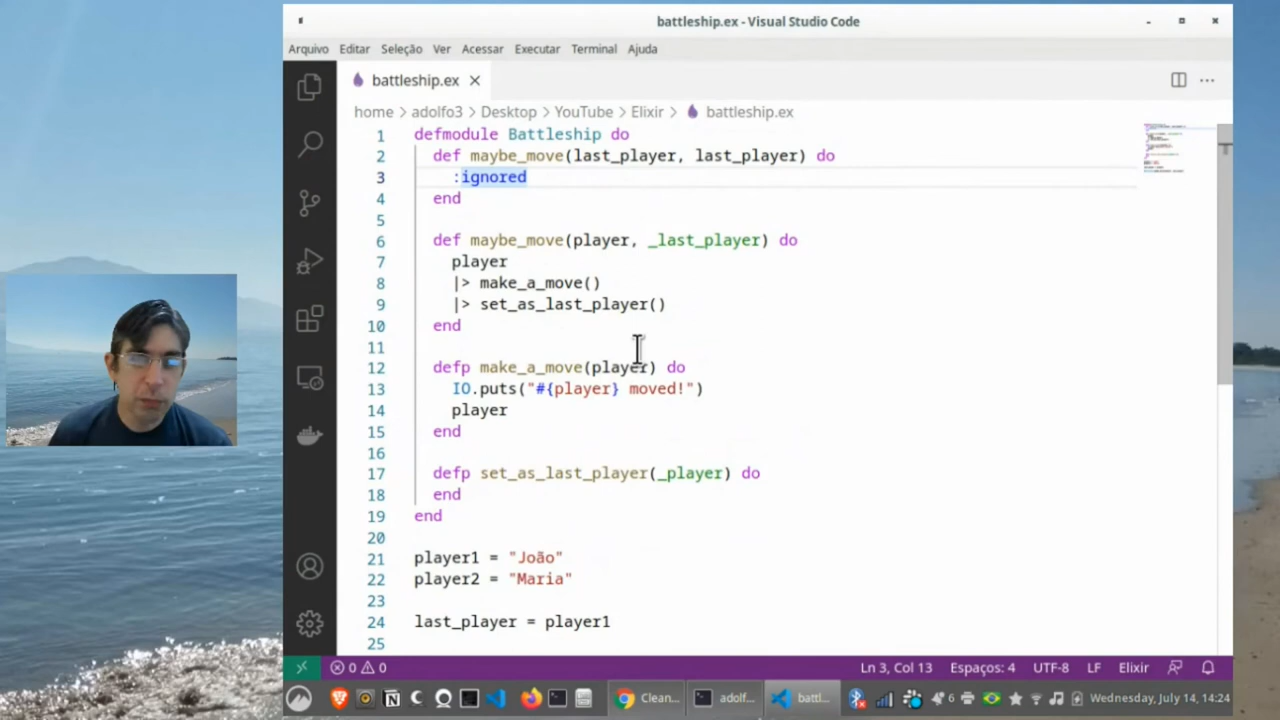 battleship.ex - Visual Studio Code
Arquivo Editar Seleção Ver Acessar Executar Terminal Ajuda
battleship.ex
home > adolfo3 > Desktop > YouTube > Elixir > battleship.ex
1 defmodule Battleship do
2 def maybe_move(last_player, last_player) do
3 :ignored
4 end
5
6 def maybe_move(player, _last_player) do
7 player
8 |> make_a_move()
9 |> set_as_last_player()
10 end
11
12 defp make_a_move(player) do
13 IO.puts("#{player} moved!")
14 player
15 end
16
17 defp set_as_last_player(_player) do
18 end
19 end
20
21 player1 = "João"
22 player2 = "Maria"
23
24 last_player = player1
25
0 0 Ln 3, Col 13 Espaços: 4 UTF-8 LF Elixir
Clean... adolf... battl... 6 Wednesday, July 14, 14:24